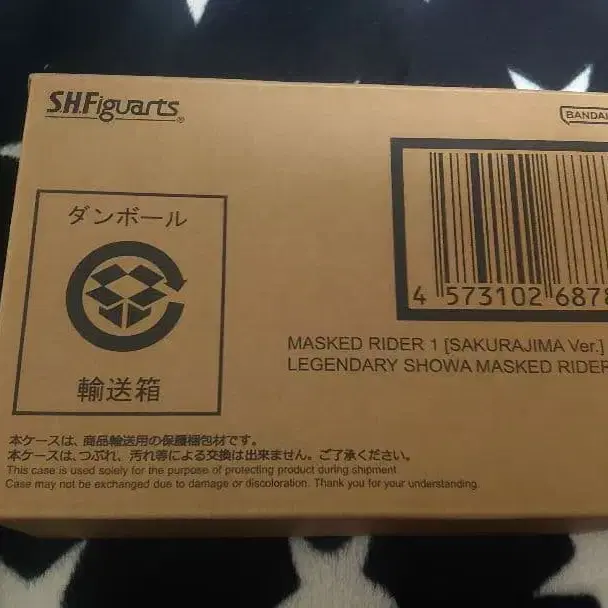 S.H.Figuarts®
BANDAI
ダンボール
輸送箱
4 573102 6878
MASKED RIDER 1 [SAKURAJIMA Ver.]
LEGENDARY SHOWA MASKED RIDER
本ケースは、商品輸送用の保護梱包材です。
本ケースは、つぶれ、汚れ等による交換は出来ません。ご了承ください。
This case is used solely for the purpose of protecting product during shipment.
Case may not be exchanged due to damage or discoloration. Thank you for your understanding.